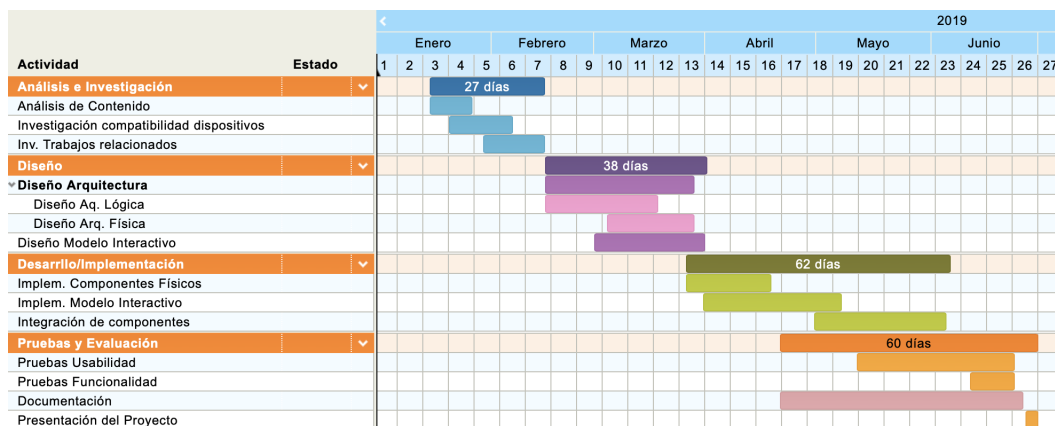 2019
Enero Febrero Marzo Abril Mayo Junio
Actividad Estado 1 2 3 4 5 6 7 8 9 10 11 12 13 14 15 16 17 18 19 20 21 22 23 24 25 26 27
Análisis e Investigación 27 días
Análisis de Contenido
Investigación compatibilidad dispositivos
Inv. Trabajos relacionados
Diseño 38 días
Diseño Arquitectura
Diseño Aq. Lógica
Diseño Arq. Física
Diseño Modelo Interactivo
Desarrllo/Implementación 62 días
Implem. Componentes Físicos
Implem. Modelo Interactivo
Integración de componentes
Pruebas y Evaluación 60 días
Pruebas Usabilidad
Pruebas Funcionalidad
Documentación
Presentación del Proyecto